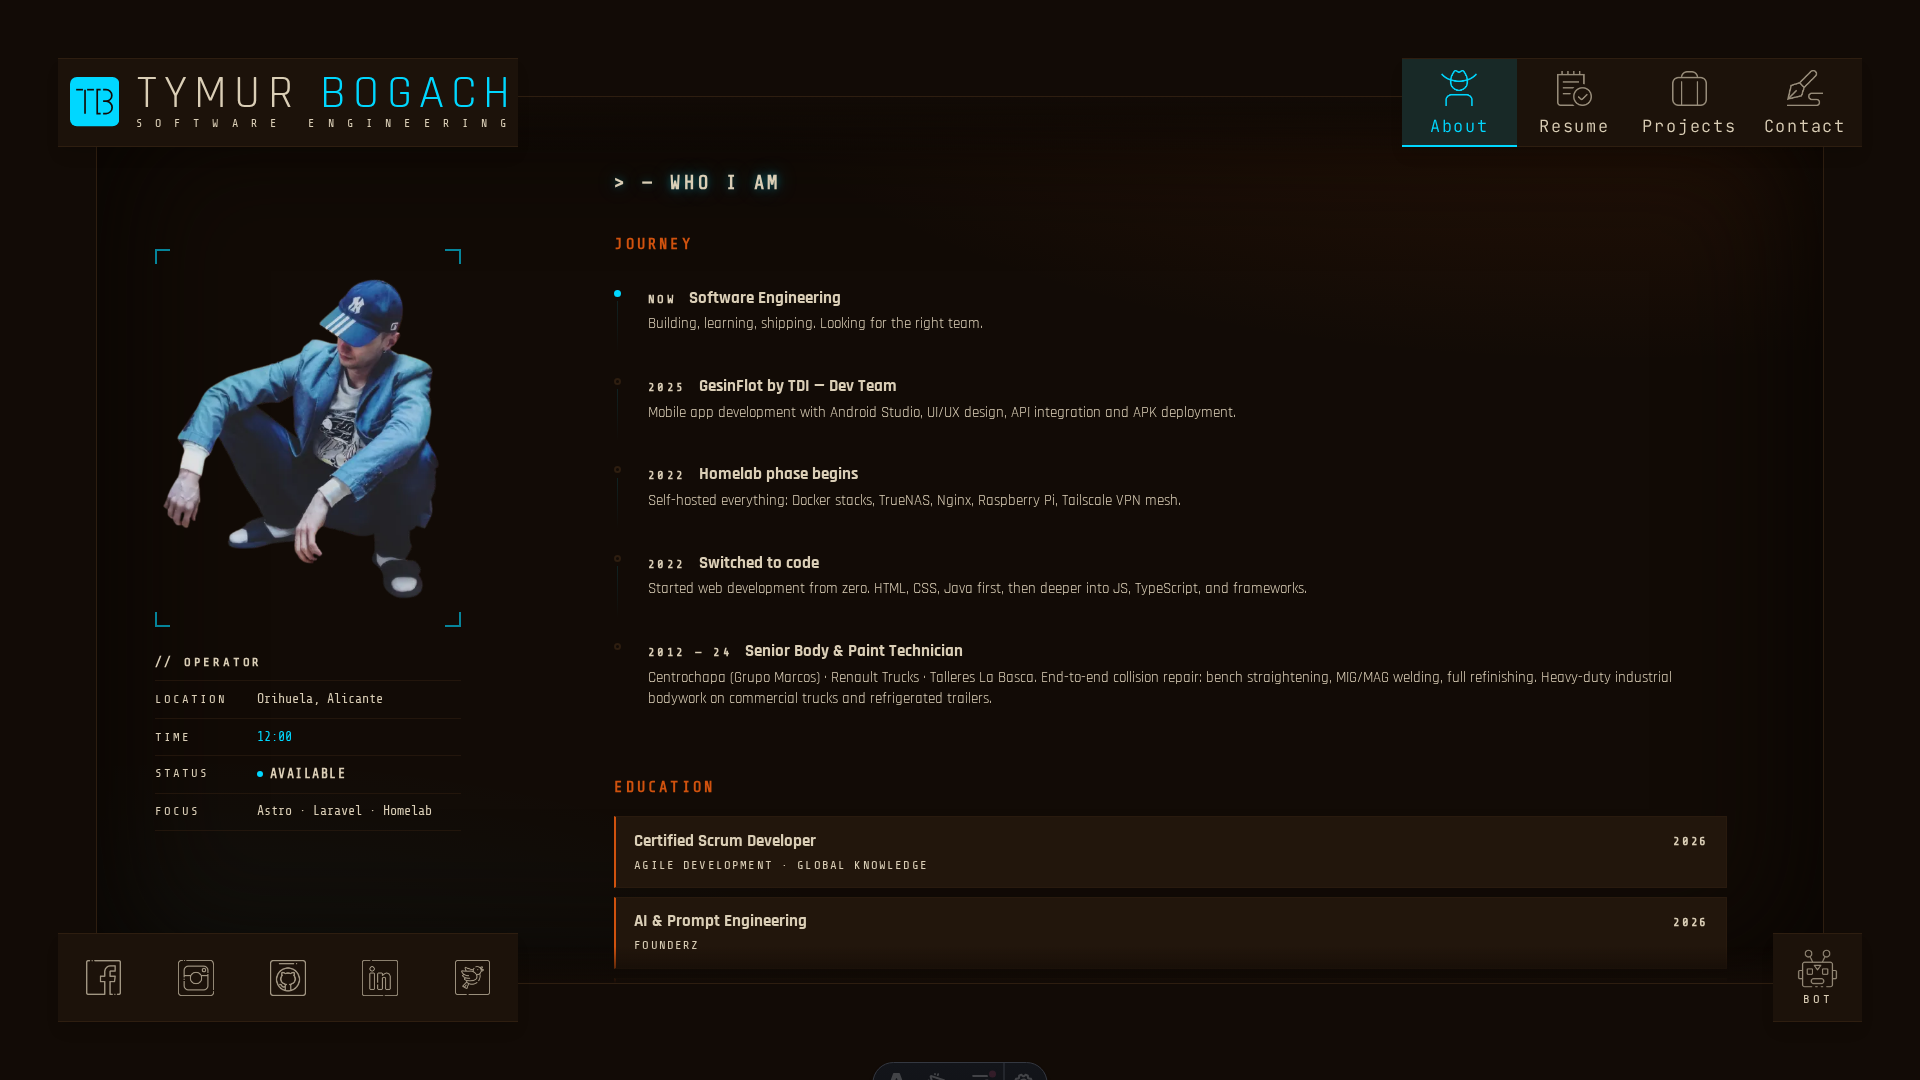 TB
TYMUR BOGACH
SOFTWARE ENGINEERING
About
Resume
Projects
Contact
> — WHO I AM
JOURNEY
NOW Software Engineering
Building, learning, shipping. Looking for the right team.
2025 GesinFlot by TDI — Dev Team
Mobile app development with Android Studio, UI/UX design, API integration and APK deployment.
2022 Homelab phase begins
Self-hosted everything: Docker stacks, TrueNAS, Nginx, Raspberry Pi, Tailscale VPN mesh.
2022 Switched to code
Started web development from zero. HTML, CSS, Java first, then deeper into JS, TypeScript, and frameworks.
2012 — 24 Senior Body & Paint Technician
Centrochapa (Grupo Marcos) · Renault Trucks · Talleres La Basca. End-to-end collision repair: bench straightening, MIG/MAG welding, full refinishing. Heavy-duty industrial
bodywork on commercial trucks and refrigerated trailers.
// OPERATOR
LOCATION Orihuela, Alicante
TIME 12:00
STATUS AVAILABLE
FOCUS Astro · Laravel · Homelab
EDUCATION
Certified Scrum Developer 2026
AGILE DEVELOPMENT · GLOBAL KNOWLEDGE
AI & Prompt Engineering 2026
FOUNDERZ
BOT